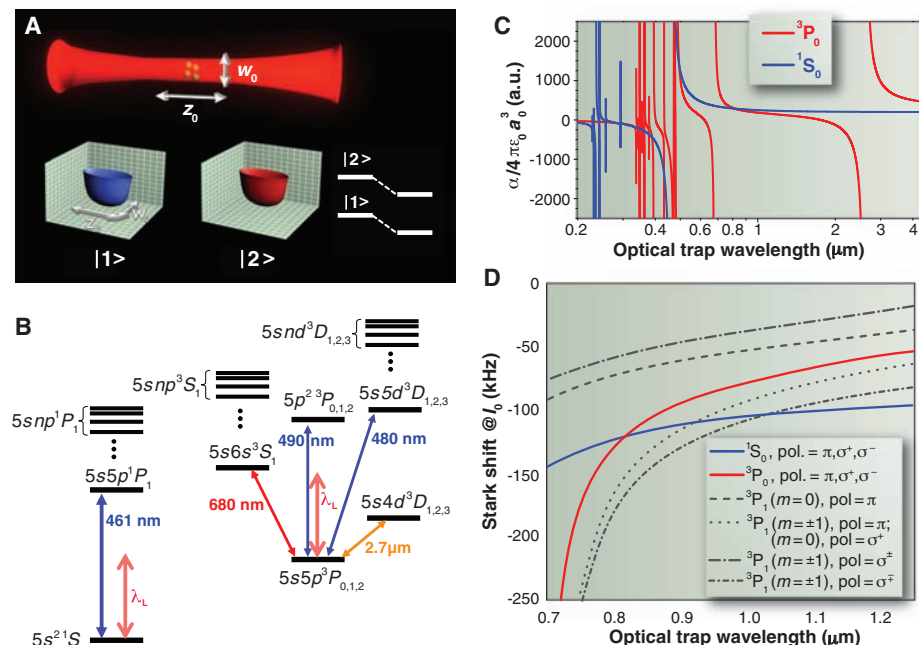 A
w₀
z₀
|2>
|1>
w
z
|1>
|2>
B
5snd³D₁,₂,₃
5snp³S₁
5p² ³P₀,₁,₂
5s5d³D₁,₂,₃
5snp¹P₁
490 nm
480 nm
5s6s³S₁
5s5p¹P₁
λL
5s4d³D₁,₂,₃
680 nm
461 nm
2.7μm
5s5p³P₀,₁,₂
λL
5s² ¹S
C
³P₀
¹S₀
α/4πε₀ a₀³ (a.u.)
2000
1000
0
-1000
-2000
0.2
0.4
0.6
0.8
1
2
4
Optical trap wavelength (μm)
D
Stark shift @I₀ (kHz)
0
-50
-100
-150
-200
-250
¹S₀, pol. = π,σ⁺,σ⁻
³P₀, pol. = π,σ⁺,σ⁻
³P₁(m=0), pol=π
³P₁(m=±1), pol=π;
(m=0), pol=σ⁺
³P₁(m=±1), pol=σ±
³P₁(m=±1), pol=σ∓
0.7
0.8
0.9
1.0
1.1
1.2
Optical trap wavelength (μm)